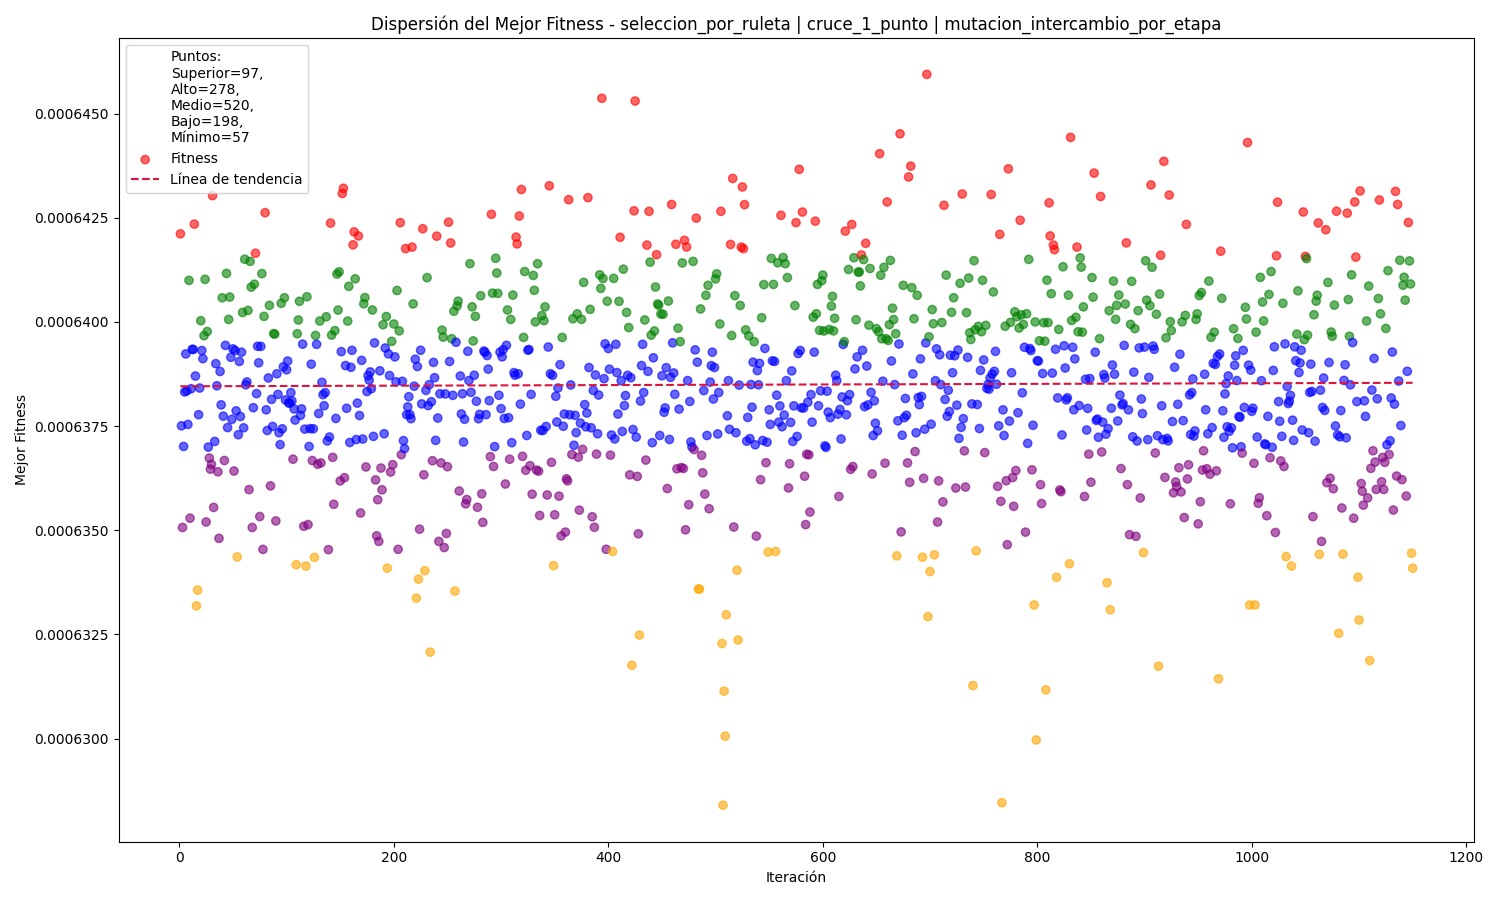 Dispersión del Mejor Fitness - seleccion_por_ruleta | cruce_1_punto | mutacion_intercambio_por_etapa
Puntos:
Superior=97,
Alto=278,
Medio=520,
Bajo=198,
Mínimo=57
Fitness
Línea de tendencia
Mejor Fitness
0.0006450
0.0006425
0.0006400
0.0006375
0.0006350
0.0006325
0.0006300
0 200 400 600 800 1000 1200
Iteración